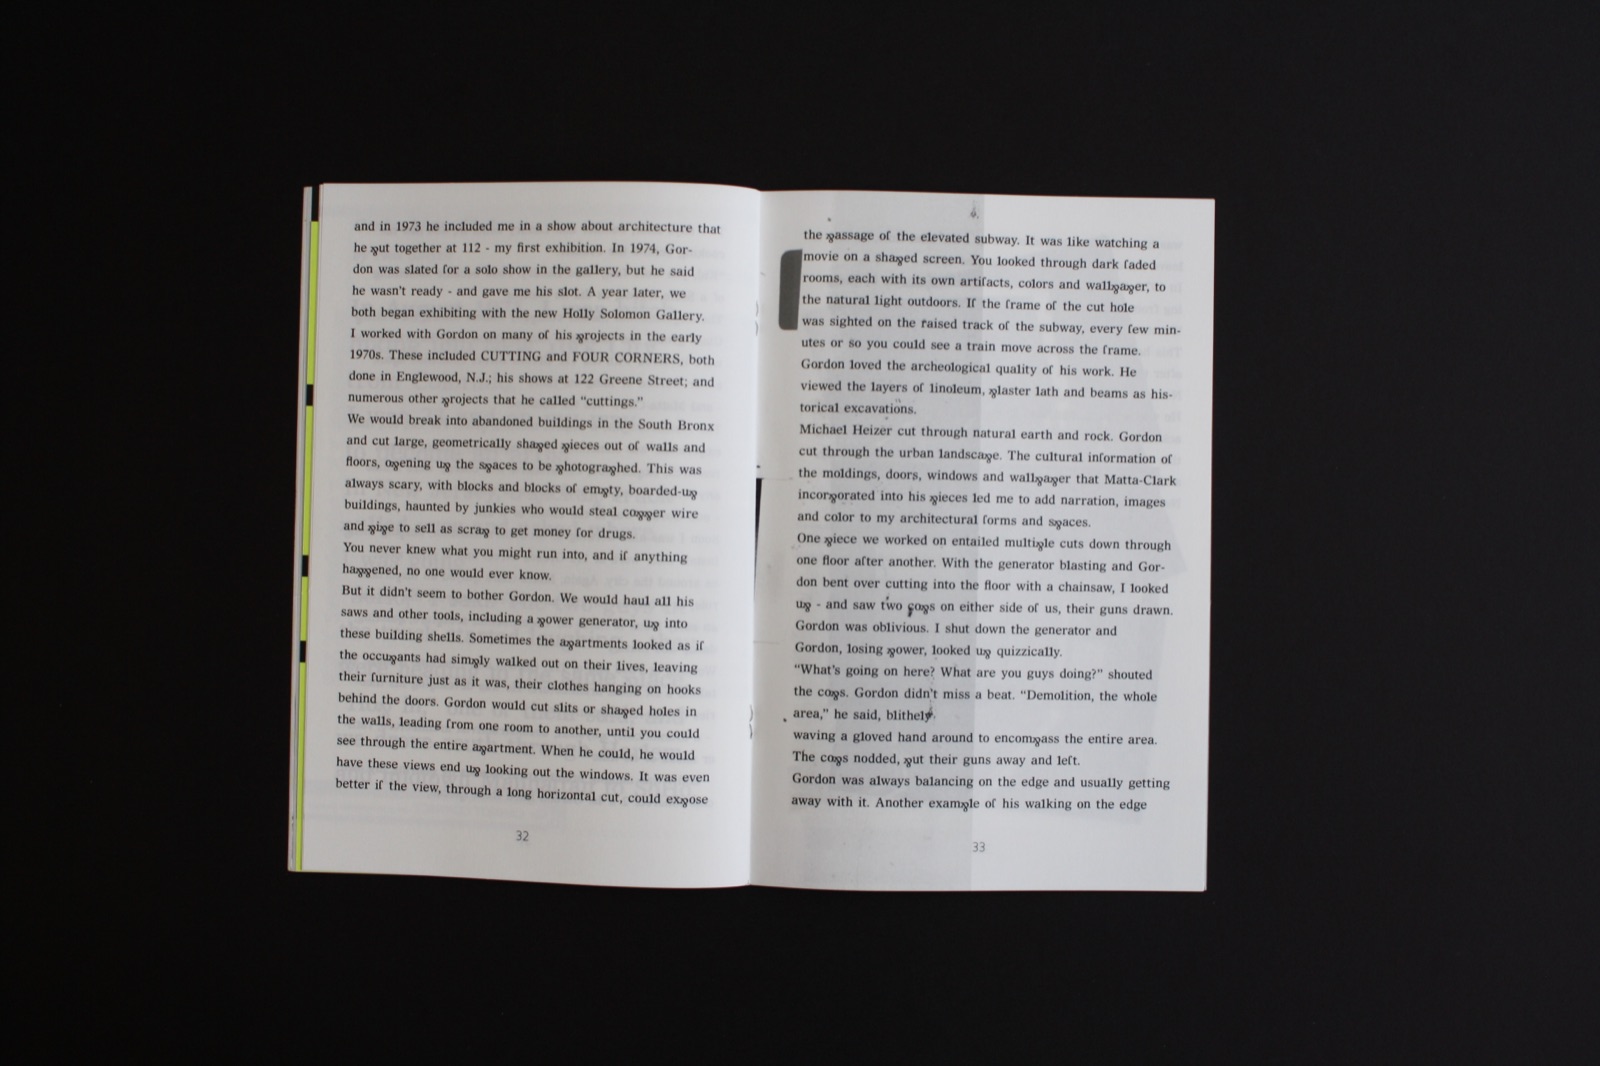 and in 1973 he included me in a show about architecture that
he put together at 112 - my first exhibition. In 1974, Gor-
don was slated for a solo show in the gallery, but he said
he wasn't ready - and gave me his slot. A year later, we
both began exhibiting with the new Holly Solomon Gallery.
I worked with Gordon on many of his projects in the early
1970s. These included CUTTING and FOUR CORNERS, both
done in Englewood, N.J.; his shows at 122 Greene Street; and
numerous other projects that he called "cuttings."
We would break into abandoned buildings in the South Bronx
and cut large, geometrically shaped pieces out of walls and
floors, opening up the spaces to be photographed. This was
always scary, with blocks and blocks of empty, boarded-up
buildings, haunted by junkies who would steal copper wire
and pipe to sell as scrap to get money for drugs.
You never knew what you might run into, and if anything
happened, no one would ever know.
But it didn't seem to bother Gordon. We would haul all his
saws and other tools, including a power generator, up into
these building shells. Sometimes the apartments looked as if
the occupants had simply walked out on their lives, leaving
their furniture just as it was, their clothes hanging on hooks
behind the doors. Gordon would cut slits or shaped holes in
the walls, leading from one room to another, until you could
see through the entire apartment. When he could, he would
have these views end up looking out the windows. It was even
better if the view, through a long horizontal cut, could expose
32
the passage of the elevated subway. It was like watching a
movie on a shaped screen. You looked through dark faded
rooms, each with its own artifacts, colors and wallpaper, to
the natural light outdoors. If the frame of the cut hole
was sighted on the raised track of the subway, every few min-
utes or so you could see a train move across the frame.
Gordon loved the archeological quality of his work. He
viewed the layers of linoleum, plaster lath and beams as his-
torical excavations.
Michael Heizer cut through natural earth and rock. Gordon
cut through the urban landscape. The cultural information of
the moldings, doors, windows and wallpaper that Matta-Clark
incorporated into his pieces led me to add narration, images
and color to my architectural forms and spaces.
One piece we worked on entailed multiple cuts down through
one floor after another. With the generator blasting and Gor-
don bent over cutting into the floor with a chainsaw, I looked
up - and saw two cops on either side of us, their guns drawn.
Gordon was oblivious. I shut down the generator and
Gordon, losing power, looked up quizzically.
“What's going on here? What are you guys doing?” shouted
the cops. Gordon didn't miss a beat. “Demolition, the whole
area,” he said, blithely.
waving a gloved hand around to encompass the entire area.
The cops nodded, put their guns away and left.
Gordon was always balancing on the edge and usually getting
away with it. Another example of his walking on the edge
33